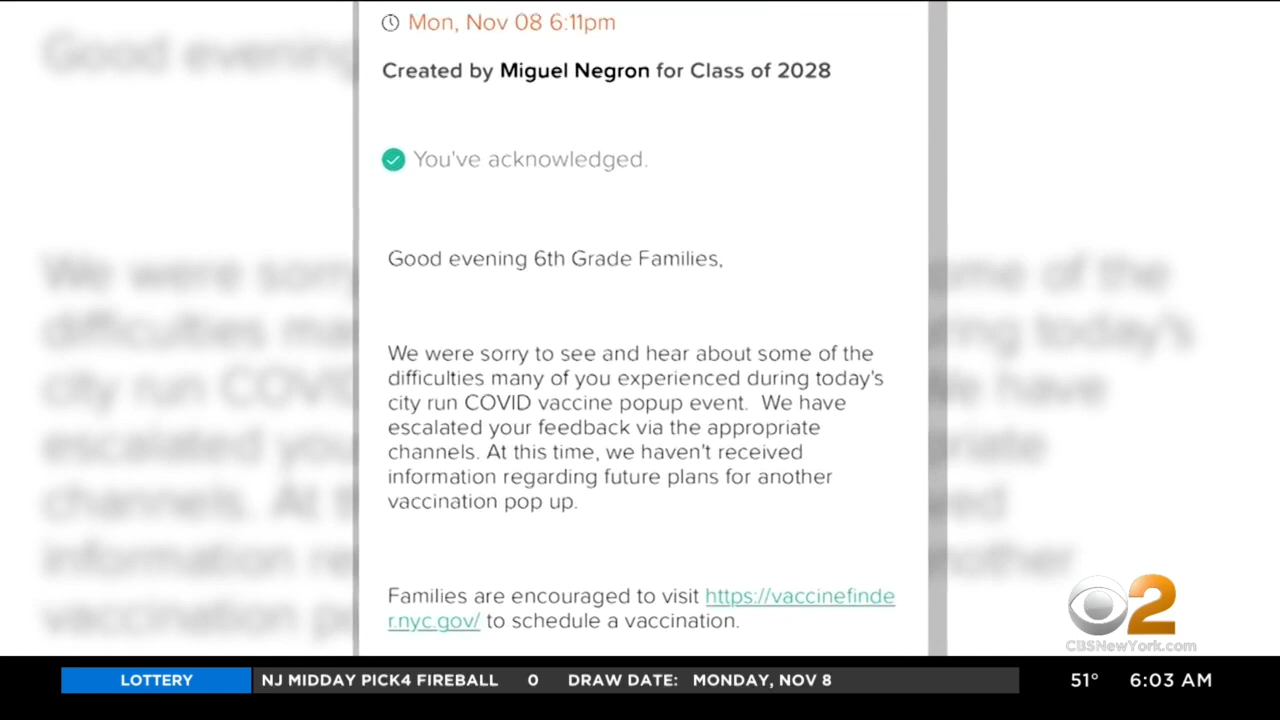 Mon, Nov 08 6:11pm
Created by Miguel Negron for Class of 2028
You've acknowledged.
Good evening 6th Grade Families,
We were sorry to see and hear about some of the
difficulties many of you experienced during today's
city run COVID vaccine popup event. We have
escalated your feedback via the appropriate
channels. At this time, we haven't received
information regarding future plans for another
vaccination pop up.
Families are encouraged to visit https://vaccinefinde
r.nyc.gov/ to schedule a vaccination.
2
CBSNewYork.com
LOTTERY NJ MIDDAY PICK4 FIREBALL 0 DRAW DATE: MONDAY, NOV 8 51° 6:03 AM